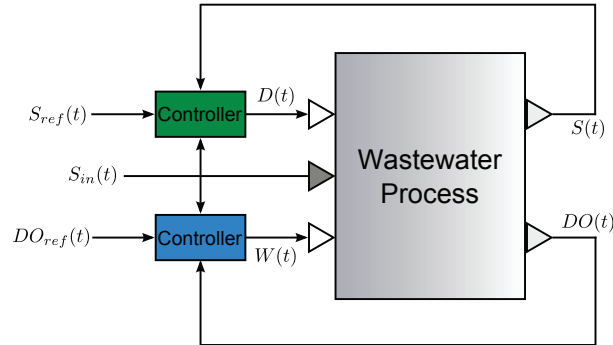 D(t)
S_ref(t)
Controller
S(t)
S_in(t)
Wastewater
Process
DO_ref(t)
Controller
W(t)
DO(t)